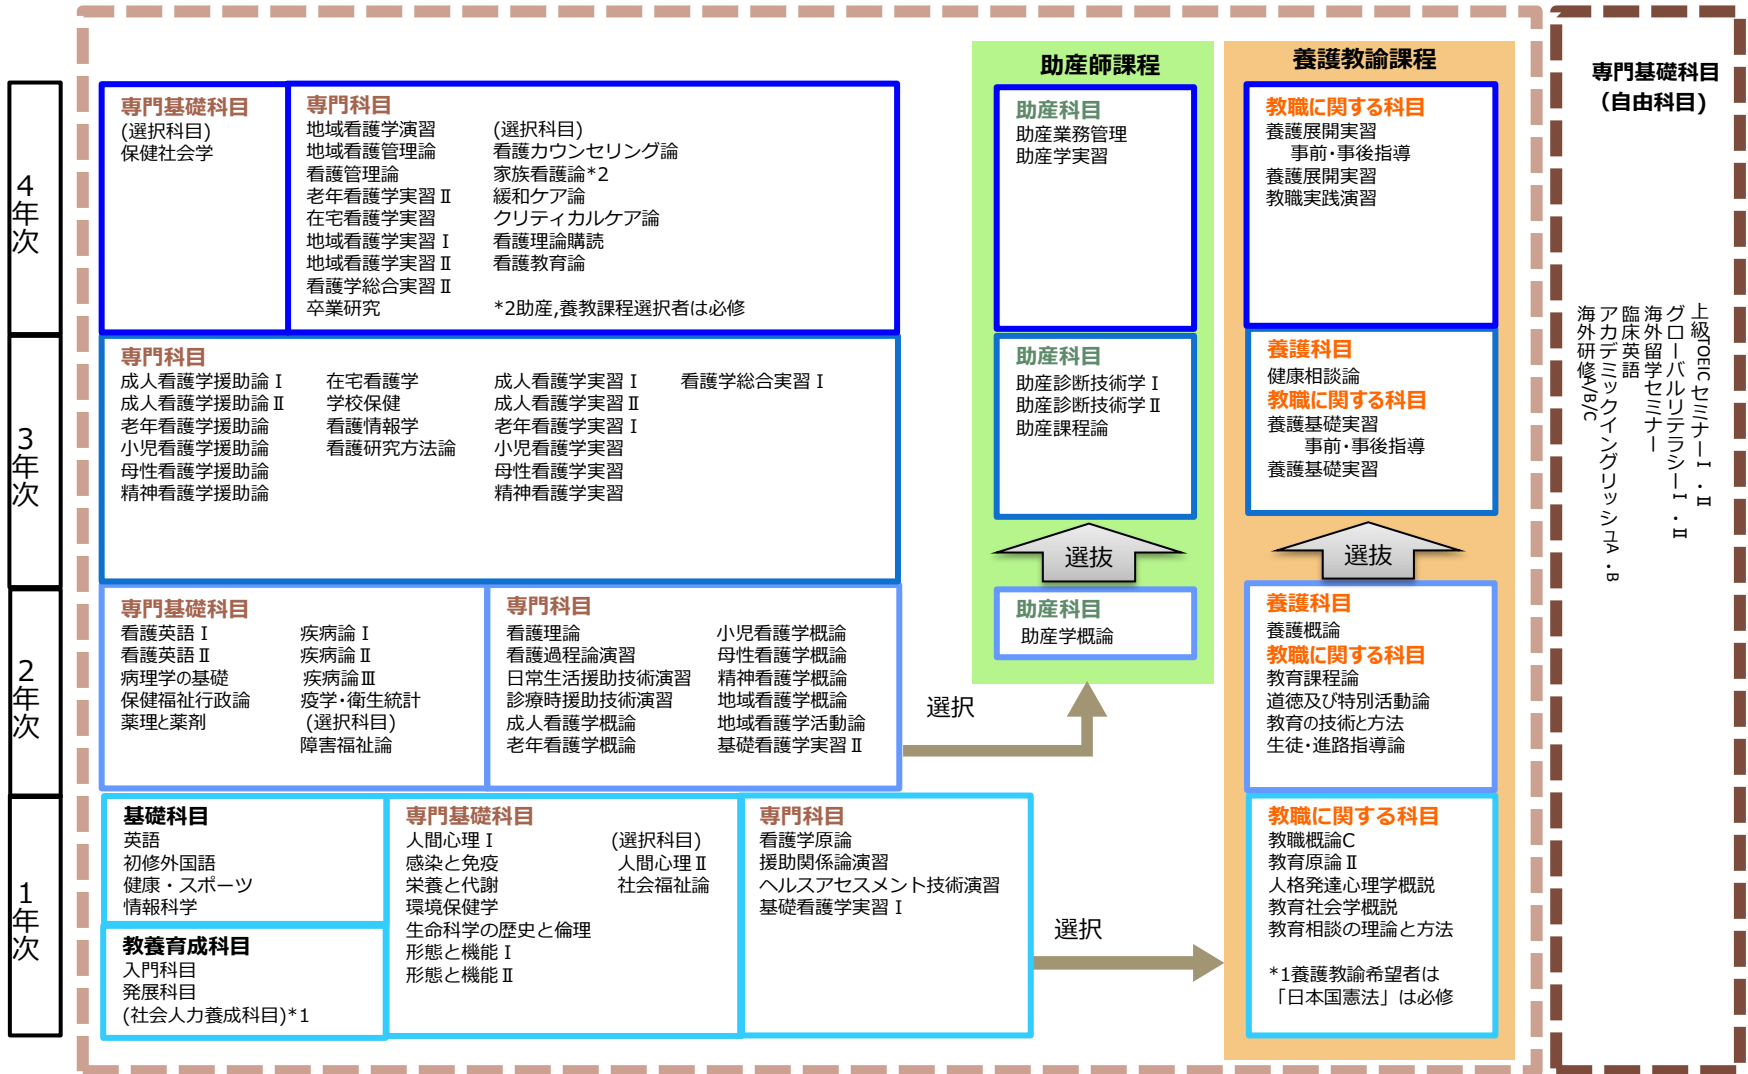 助産師課程
養護教諭課程
専門基礎科目
（自由科目)
4年次
専門基礎科目
(選択科目)
保健社会学
専門科目
地域看護学演習
地域看護管理論
看護管理論
老年看護学実習Ⅱ
在宅看護学実習
地域看護学実習Ⅰ
地域看護学実習Ⅱ
看護学総合実習Ⅱ
卒業研究
(選択科目)
看護カウンセリング論
家族看護論*2
緩和ケア論
クリティカルケア論
看護理論購読
看護教育論
*2助産,養教課程選択者は必修
助産科目
助産業務管理
助産学実習
教職に関する科目
養護展開実習
事前・事後指導
養護展開実習
教職実践演習
3年次
専門科目
成人看護学援助論Ⅰ
成人看護学援助論Ⅱ
老年看護学援助論
小児看護学援助論
母性看護学援助論
精神看護学援助論
在宅看護学
学校保健
看護情報学
看護研究方法論
成人看護学実習Ⅰ
成人看護学実習Ⅱ
老年看護学実習Ⅰ
小児看護学実習
母性看護学実習
精神看護学実習
看護学総合実習Ⅰ
助産科目
助産診断技術学Ⅰ
助産診断技術学Ⅱ
助産課程論
選抜
養護科目
健康相談論
教職に関する科目
養護基礎実習
事前・事後指導
養護基礎実習
選抜
2年次
専門基礎科目
看護英語Ⅰ
看護英語Ⅱ
病理学の基礎
保健福祉行政論
薬理と薬剤
疾病論Ⅰ
疾病論Ⅱ
疾病論Ⅲ
疫学・衛生統計
(選択科目)
障害福祉論
専門科目
看護理論
看護過程論演習
日常生活援助技術演習
診療時援助技術演習
成人看護学概論
老年看護学概論
小児看護学概論
母性看護学概論
精神看護学概論
地域看護学概論
地域看護学活動論
基礎看護学実習Ⅱ
選択
助産科目
助産学概論
養護科目
養護概論
教職に関する科目
教育課程論
道徳及び特別活動論
教育の技術と方法
生徒・進路指導論
1年次
基礎科目
英語
初修外国語
健康・スポーツ
情報科学
教養育成科目
入門科目
発展科目
(社会人力養成科目)*1
専門基礎科目
人間心理Ⅰ
感染と免疫
栄養と代謝
環境保健学
生命科学の歴史と倫理
形態と機能Ⅰ
形態と機能Ⅱ
(選択科目)
人間心理Ⅱ
社会福祉論
専門科目
看護学原論
援助関係論演習
ヘルスアセスメント技術演習
基礎看護学実習Ⅰ
選択
教職に関する科目
教職概論C
教育原論Ⅱ
人格発達心理学概説
教育社会学概説
教育相談の理論と方法
*1養護教諭希望者は
「日本国憲法」は必修
上級TOEICセミナーⅠ・Ⅱ
グローバルリテラシーⅠ・Ⅱ
海外留学セミナー
臨床英語
アカデミックイングリッシュA・B
海外研修A/B/C